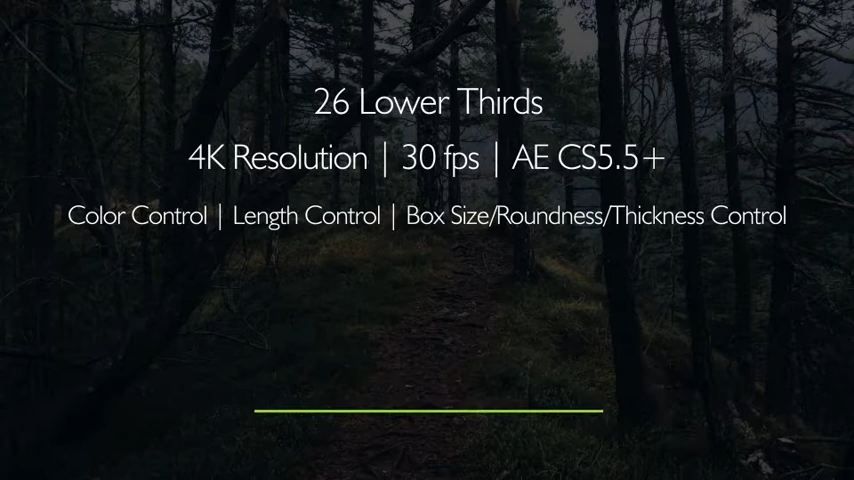 26 Lower Thirds
4K Resolution | 30 fps | AE CS5.5+
Color Control | Length Control | Box Size/Roundness/Thickness Control